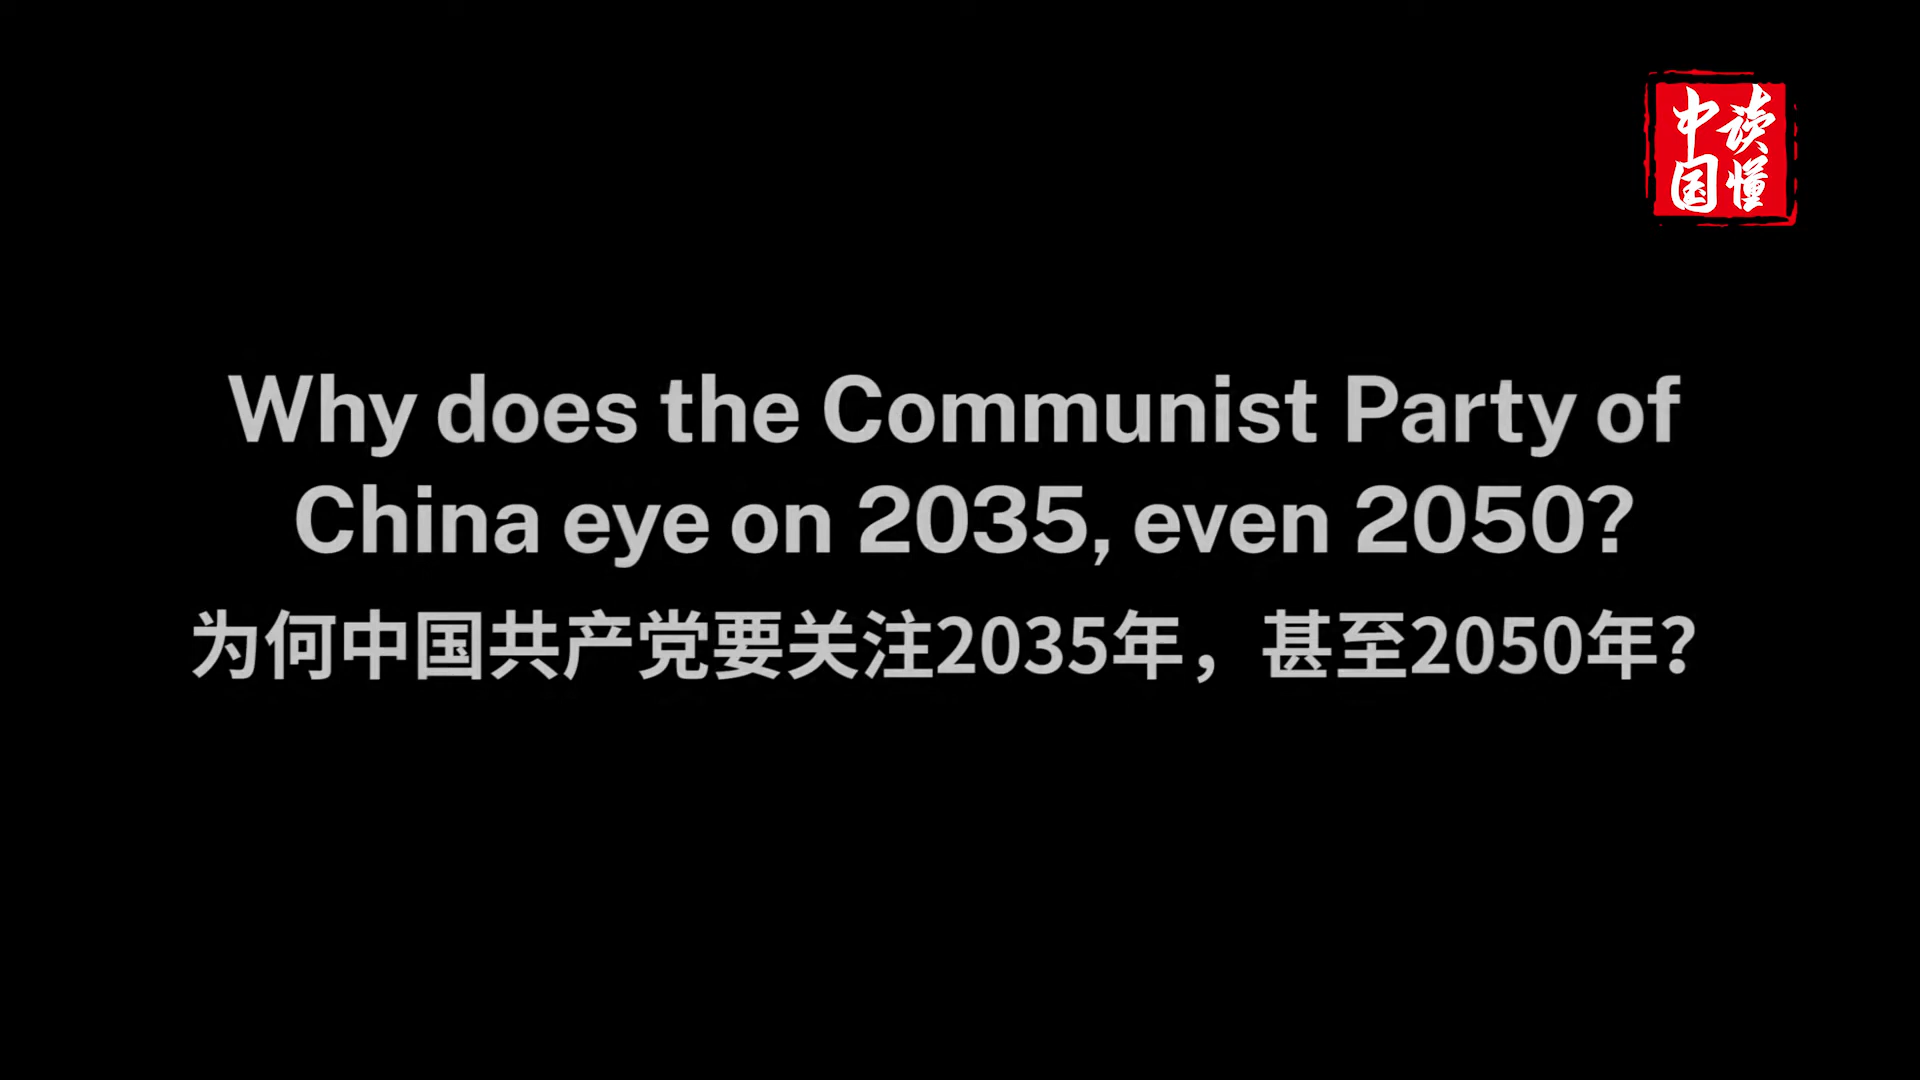 读懂
中国
Why does the Communist Party of
China eye on 2035, even 2050?
为何中国共产党要关注2035年，甚至2050年？